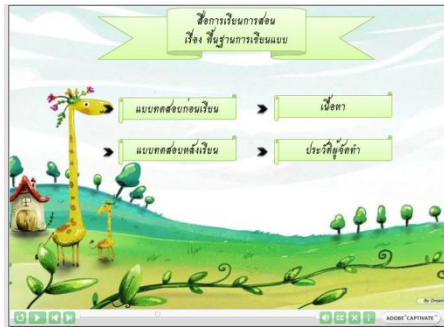 สื่อการเรียนการสอน
เรื่อง พื้นฐานการเขียนแบบ
แบบทดสอบก่อนเรียน
เนื้อหา
แบบทดสอบหลังเรียน
ประวัติผู้จัดทำ
ADOBE CAPTIVATE